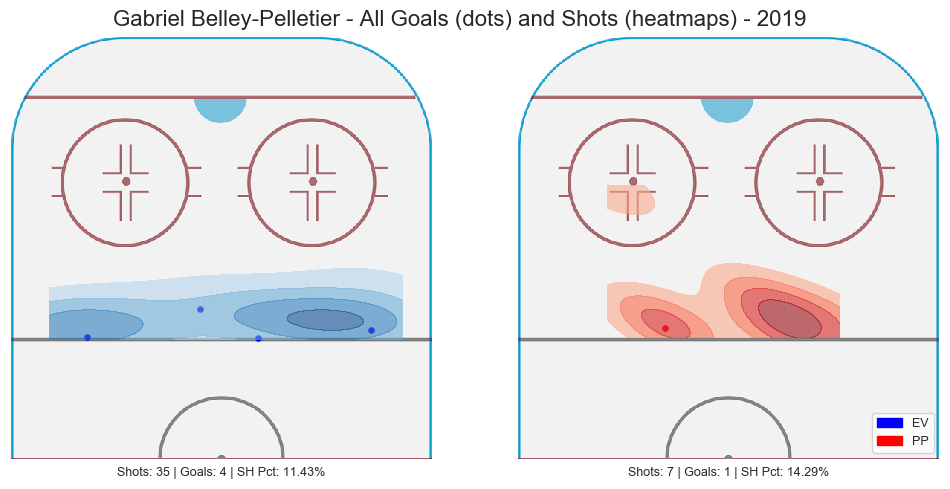 Gabriel Belley-Pelletier - All Goals (dots) and Shots (heatmaps) - 2019
EV
PP
Shots: 35 | Goals: 4 | SH Pct: 11.43%
Shots: 7 | Goals: 1 | SH Pct: 14.29%